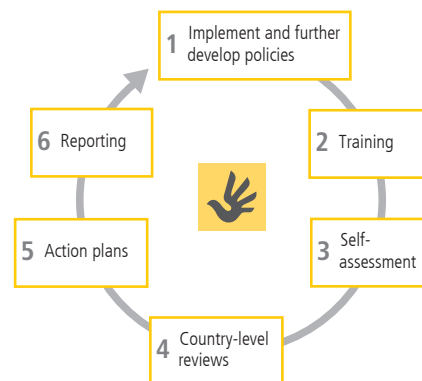 1 Implement and further
develop policies
2 Training
3 Self-
assessment
4 Country-level
reviews
5 Action plans
6 Reporting